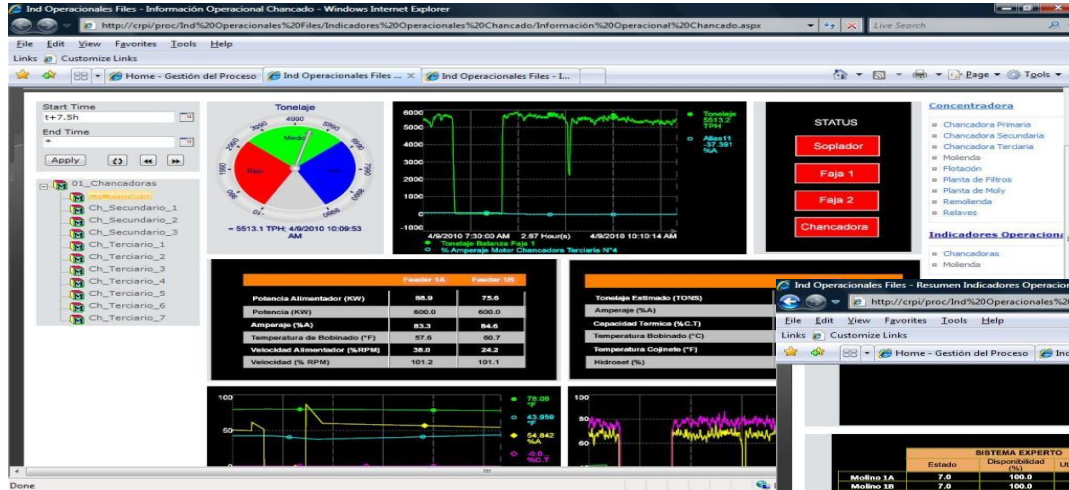 Ind Operacionales Files - Información Operacional Chancado - Windows Internet Explorer
http://crpi/proc/Ind%20Operacionales%20Files/Indicadores%20Operacionales%20Chancado/Información%20Operacional%20Chancado.aspx
Live Search
File Edit View Favorites Tools Help
Links Customize Links
Home - Gestión del Proceso
Ind Operacionales Files ...
Ind Operacionales Files - I...
Page Tools
Start Time
t+7.5h
End Time
*
Apply
01_Chancadoras
Ch_Secundario_1
Ch_Secundario_2
Ch_Secundario_3
Ch_Terciario_1
Ch_Terciario_2
Ch_Terciario_3
Ch_Terciario_4
Ch_Terciario_5
Ch_Terciario_6
Ch_Terciario_7
Tonelaje
4990
Medio
= 5513.1 TPH; 4/9/2010 10:09:53
AM
6000
5000
4000
3000
2000
1000
0
-1000
4/9/2010 7:30:03 AM 2.67 Hour(s) 4/9/2010 10:10:14 AM
Tonelaje Balanza Faja 1
% Amperaje Motor Chancadora Terciaria N°4
Tonelaje
5513.2
TPH
Alias11
-37.391
%A
STATUS
Soplador
Faja 1
Faja 2
Chancadora
Concentradora
Chancadora Primaria
Chancadora Secundaria
Chancadora Terciaria
Molienda
Flotación
Planta de Filtros
Planta de Moly
Remolienda
Relaves
Indicadores Operaciona
Chancadoras
Molienda
Feeder 1A Feeder 1B
Potencia Alimentador (KW) 68.9 75.6
Potencia (KW) 600.0 600.0
Amperaje (%A) 83.3 84.6
Temperatura de Bobinado (°F) 57.6 60.7
Velocidad Alimentador (%RPM) 38.0 24.2
Velocidad (% RPM) 101.2 101.1
Tonelaje Estimado (TONS)
Amperaje (%A)
Capacidad Termica (%C.T)
Temperatura Bobinado (°C)
Temperatura Cojinete (°F)
Hidroset (%)
100
50
0
78.08
°F
43.959
°F
54.842
%A
%C.T
100
80
60
Ind Operacionales Files - Resumen Indicadores Operacion
http://crpi/proc/Ind%20Operacionales%2
File Edit View Favorites Tools Help
Links Customize Links
Home - Gestión del Proceso
Ind
SISTEMA EXPERTO
Estado Disponibilidad (%) Ut
Molino 1A 7.0 100.0
Molino 1B 7.0 100.0
Done